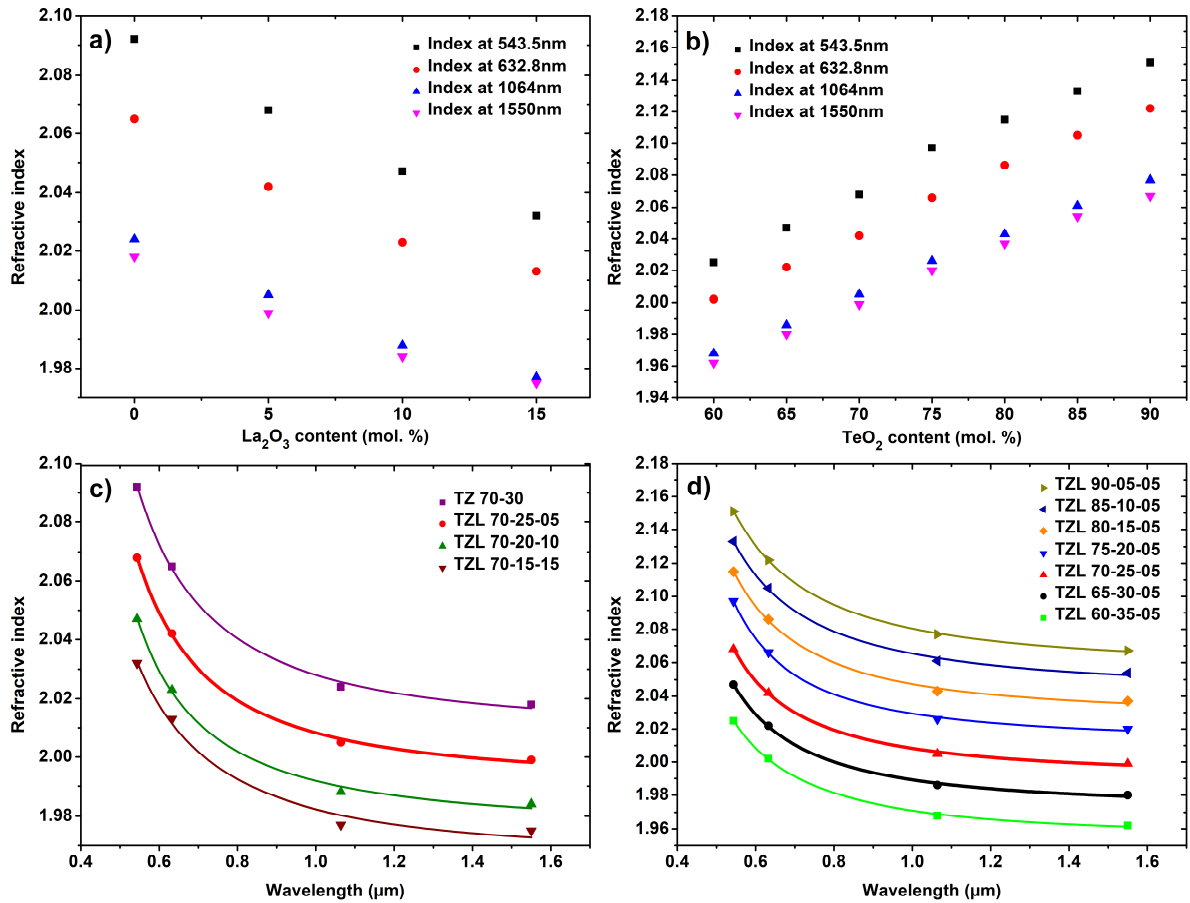 a)
Index at 543.5nm
Index at 632.8nm
Index at 1064nm
Index at 1550nm
2.10
2.08
2.06
2.04
2.02
2.00
1.98
Refractive index
0 5 10 15
La₂O₃ content (mol. %)
b)
Index at 543.5nm
Index at 632.8nm
Index at 1064nm
Index at 1550nm
2.18
2.16
2.14
2.12
2.10
2.08
2.06
2.04
2.02
2.00
1.98
1.96
1.94
Refractive index
60 65 70 75 80 85 90
TeO₂ content (mol. %)
c)
TZ 70-30
TZL 70-25-05
TZL 70-20-10
TZL 70-15-15
2.10
2.08
2.06
2.04
2.02
2.00
1.98
Refractive index
0.4 0.6 0.8 1.0 1.2 1.4 1.6
Wavelength (µm)
d)
TZL 90-05-05
TZL 85-10-05
TZL 80-15-05
TZL 75-20-05
TZL 70-25-05
TZL 65-30-05
TZL 60-35-05
2.18
2.16
2.14
2.12
2.10
2.08
2.06
2.04
2.02
2.00
1.98
1.96
Refractive index
0.4 0.6 0.8 1.0 1.2 1.4 1.6
Wavelength (µm)